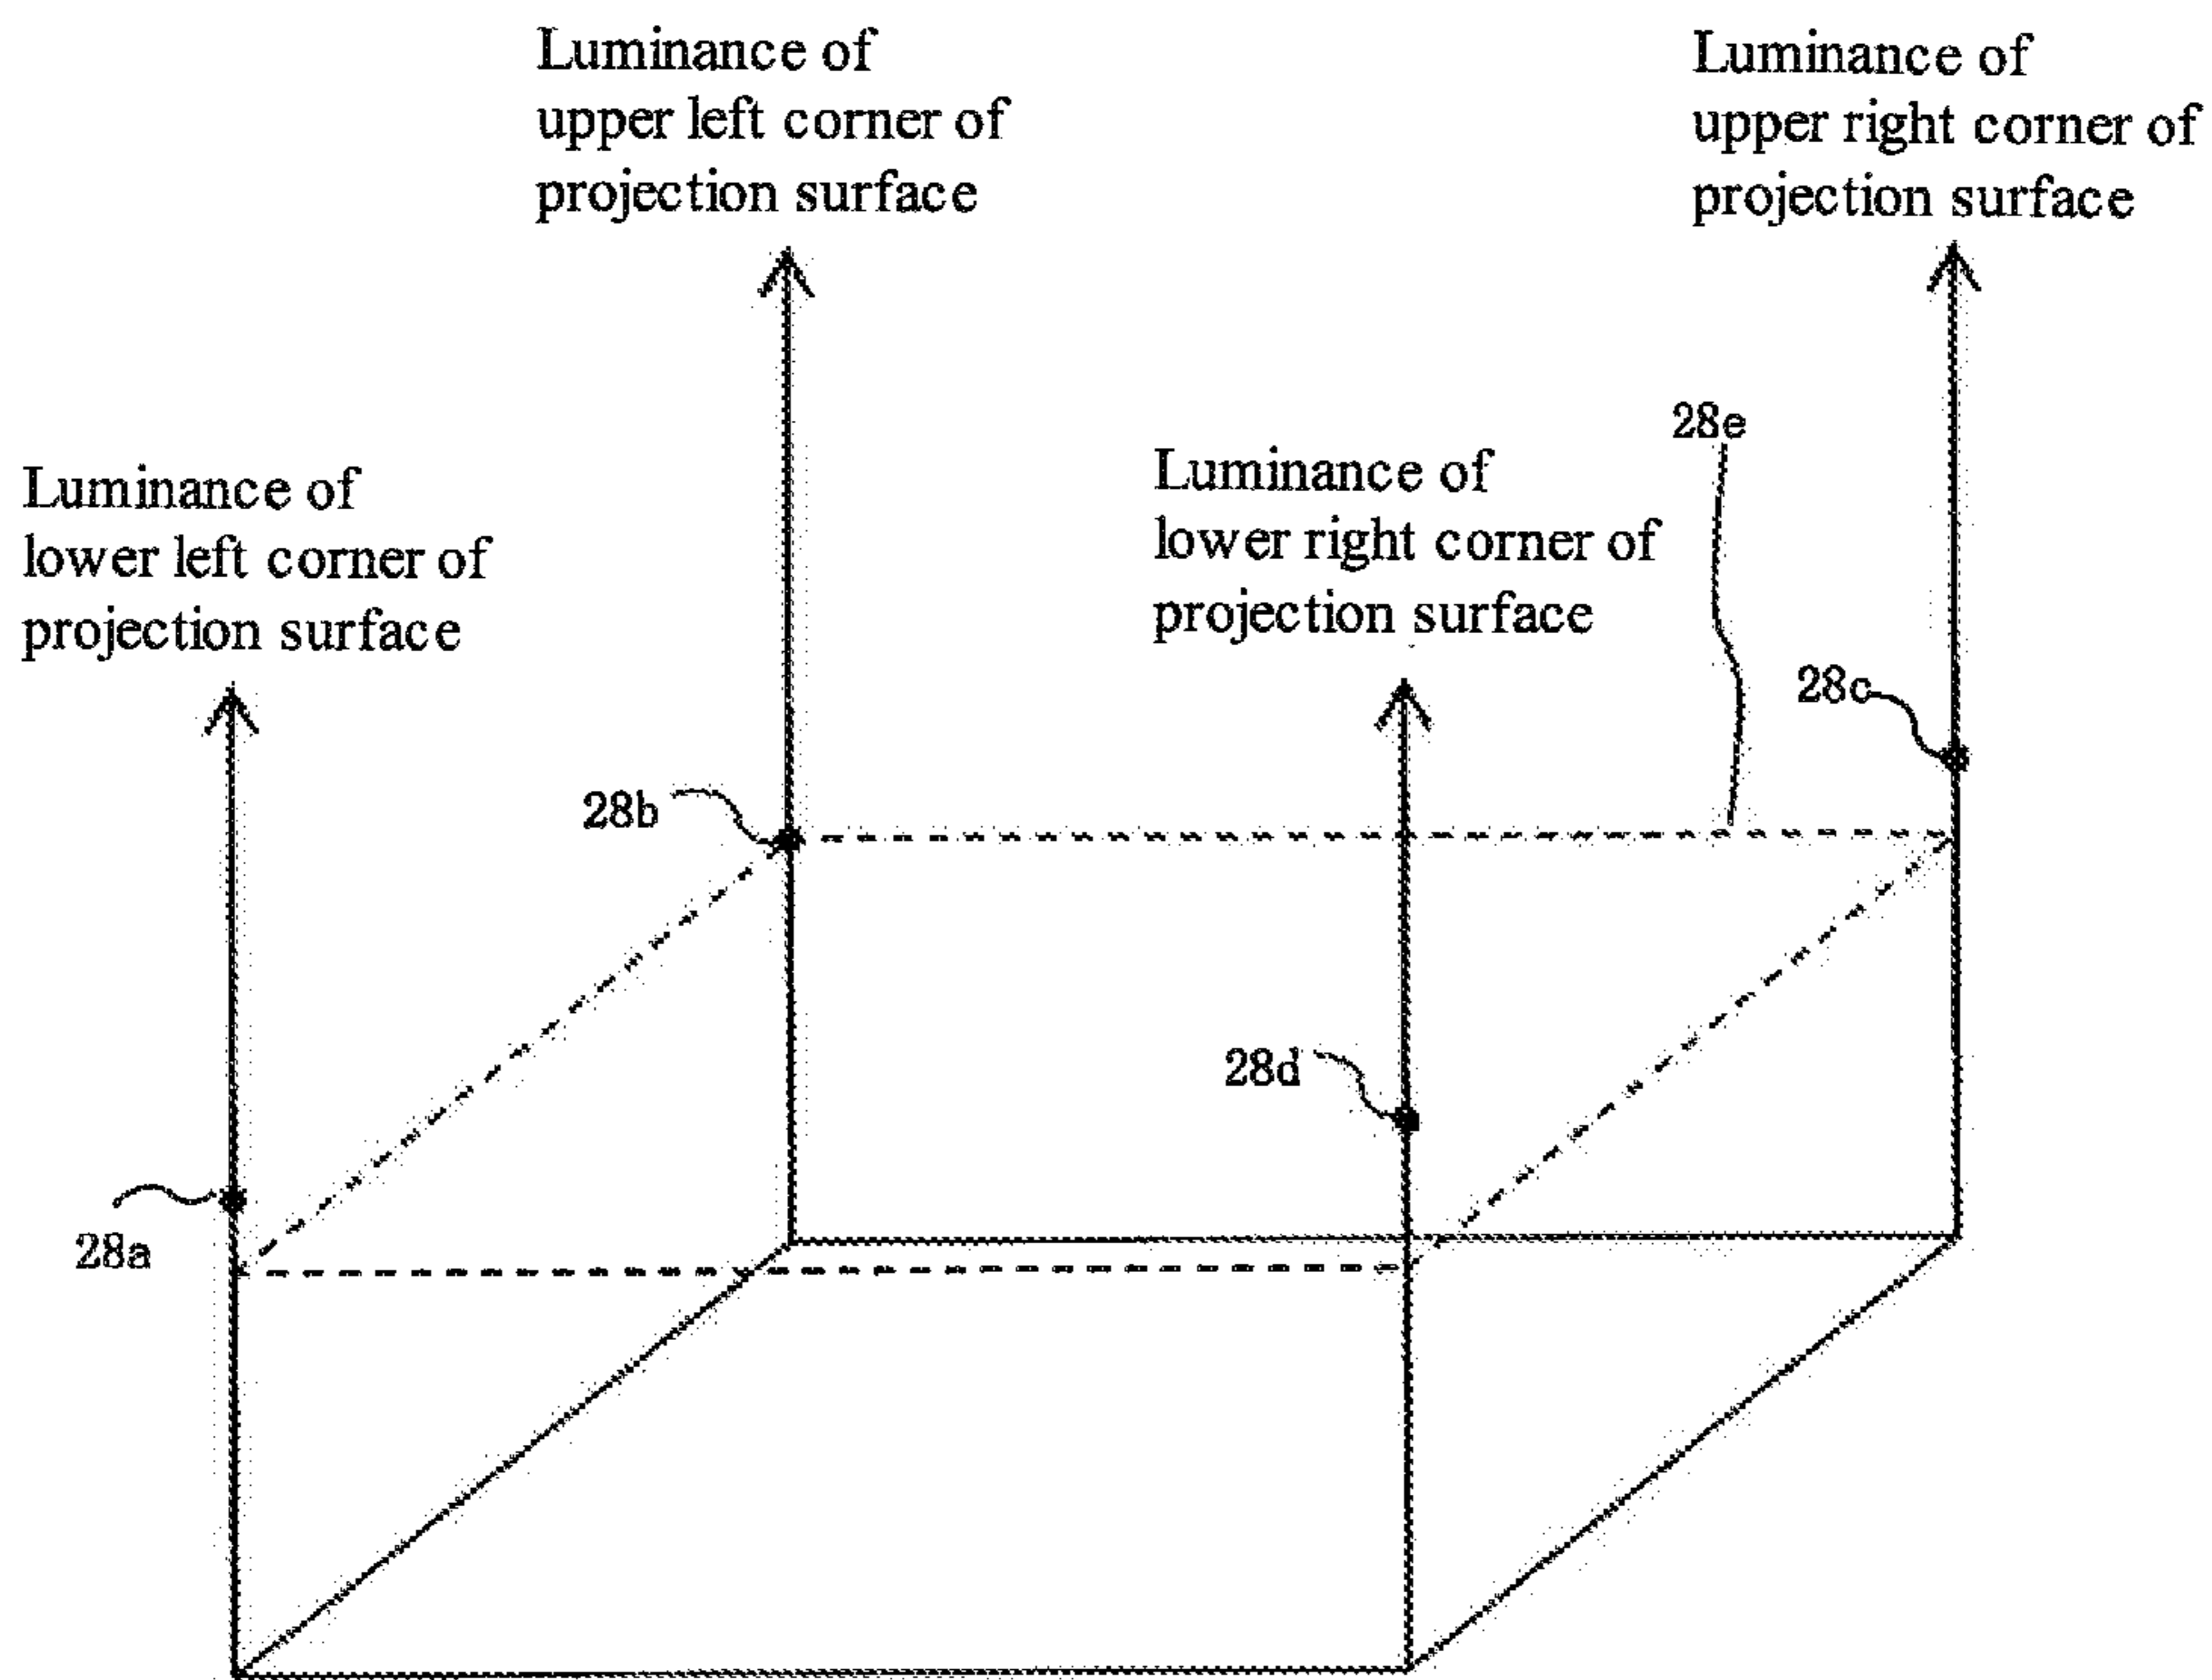 Luminance of
upper left corner of
projection surface
Luminance of
upper right corner of
projection surface
Luminance of
lower left corner of
projection surface
Luminance of
lower right corner of
projection surface
28e
28c
28b
28d
28a